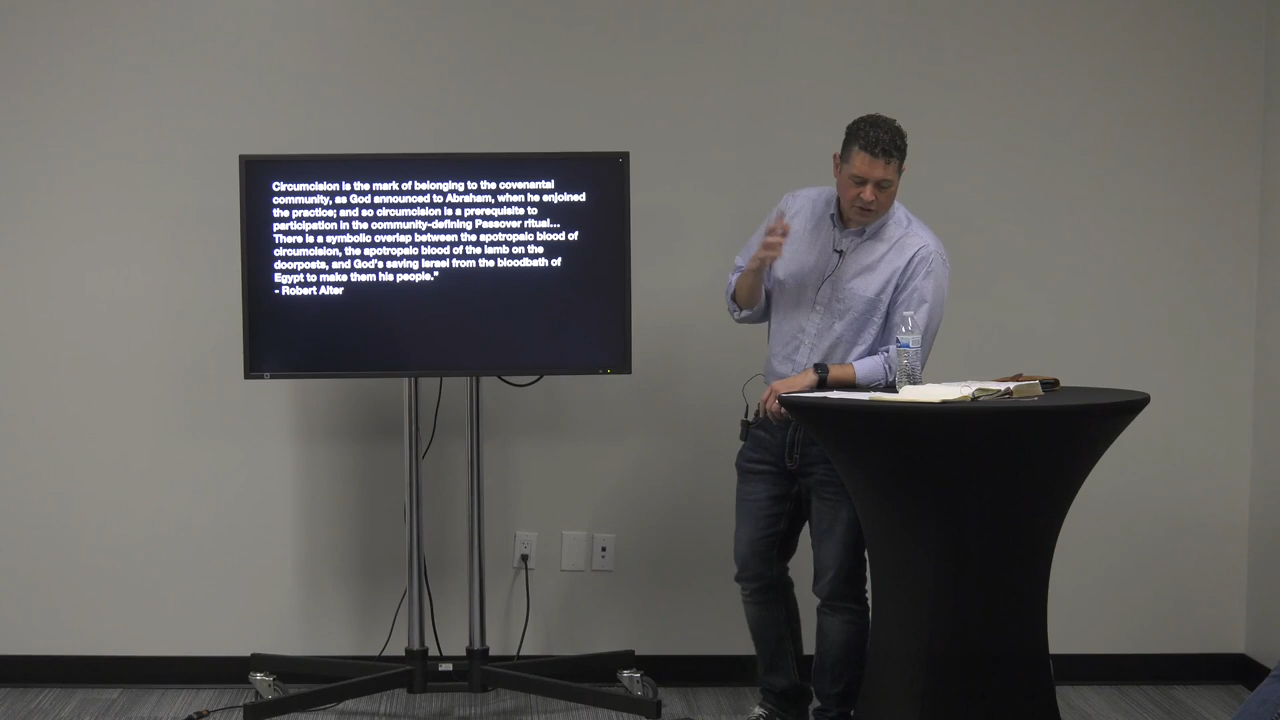 Circumcision is the mark of belonging to the covenantal
community, as God announced to Abraham, when he enjoined
the practice; and so circumcision is a prerequisite to
participation in the community-defining Passover ritual...
There is a symbolic overlap between the apotropaic blood of
circumcision, the apotropaic blood of the lamb on the
doorposts, and God's saving Israel from the bloodbath of
Egypt to make them his people."
- Robert Alter